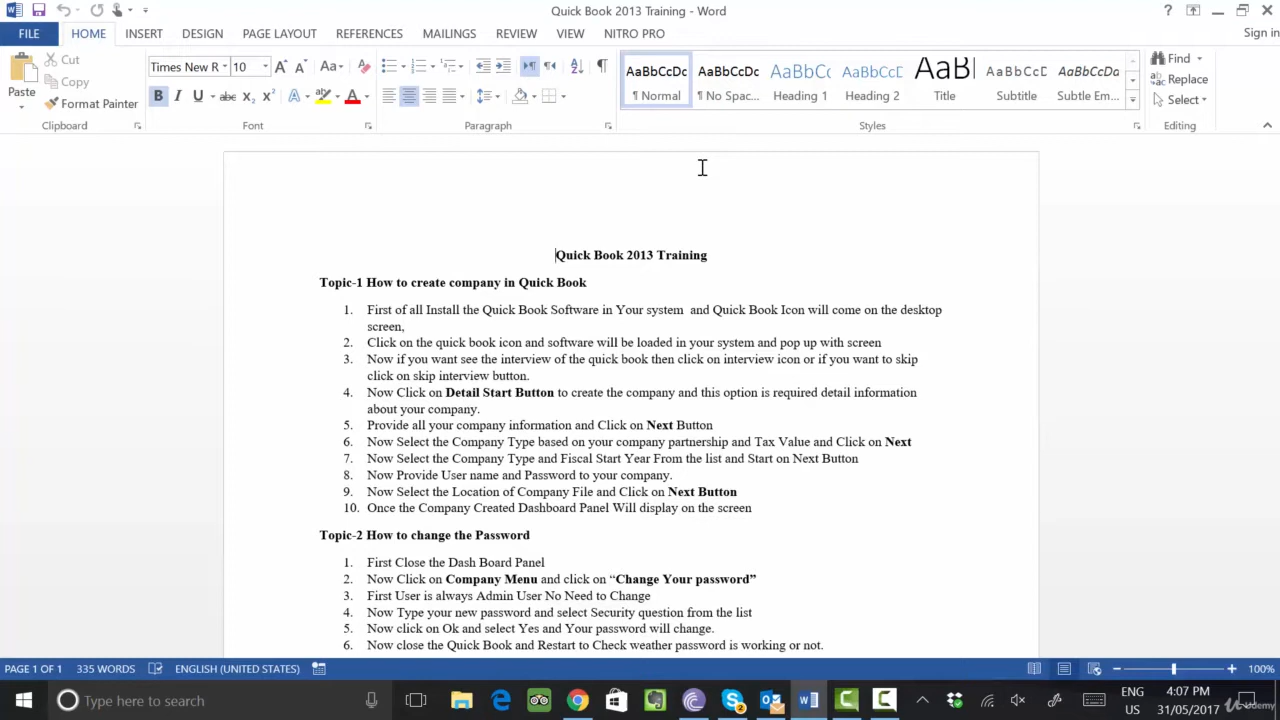 Quick Book 2013 Training - Word
? Sign in
FILE HOME INSERT DESIGN PAGE LAYOUT REFERENCES MAILINGS REVIEW VIEW NITRO PRO
Paste Cut Copy Format Painter
Times New R 10
AaBbCcDc AaBbCcDc AaBbCc AaBbCcC AaBl AaBbCcC AaBbCcDa
¶ Normal ¶ No Spac... Heading 1 Heading 2 Title Subtitle Subtle Em...
Find Replace Select
Clipboard Font Paragraph Styles Editing
Quick Book 2013 Training
Topic-1 How to create company in Quick Book
1. First of all Install the Quick Book Software in Your system and Quick Book Icon will come on the desktop
screen,
2. Click on the quick book icon and software will be loaded in your system and pop up with screen
3. Now if you want see the interview of the quick book then click on interview icon or if you want to skip
click on skip interview button.
4. Now Click on Detail Start Button to create the company and this option is required detail information
about your company.
5. Provide all your company information and Click on Next Button
6. Now Select the Company Type based on your company partnership and Tax Value and Click on Next
7. Now Select the Company Type and Fiscal Start Year From the list and Start on Next Button
8. Now Provide User name and Password to your company.
9. Now Select the Location of Company File and Click on Next Button
10. Once the Company Created Dashboard Panel Will display on the screen
Topic-2 How to change the Password
1. First Close the Dash Board Panel
2. Now Click on Company Menu and click on “Change Your password”
3. First User is always Admin User No Need to Change
4. Now Type your new password and select Security question from the list
5. Now click on Ok and select Yes and Your password will change.
6. Now close the Quick Book and Restart to Check weather password is working or not.
PAGE 1 OF 1 335 WORDS ENGLISH (UNITED STATES) 100%
Type here to search
ENG 4:07 PM
US 31/05/2017
Udemy